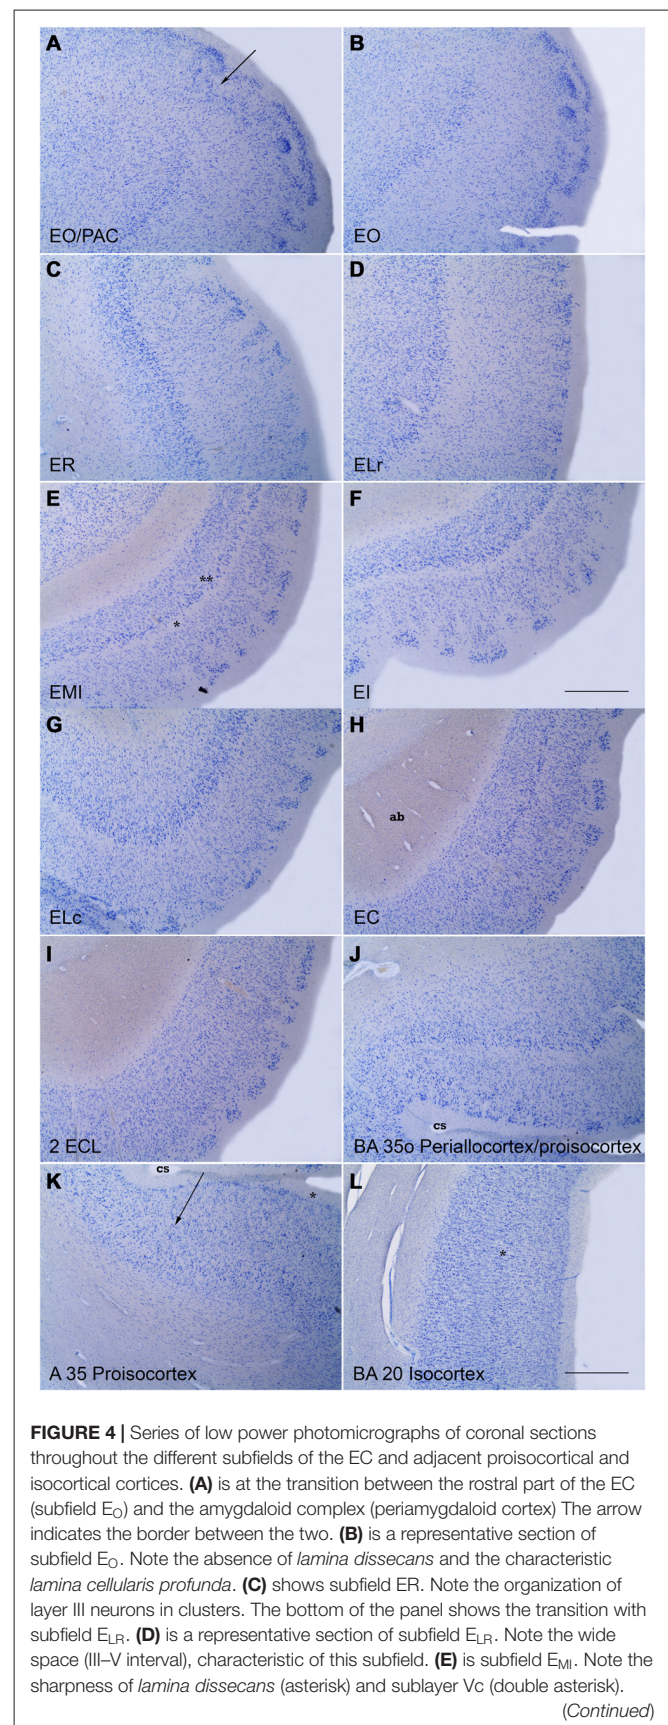 A
EO/PAC
B
EO
C
ER
D
ELr
E
**
*
EMI
F
EI
G
ELc
H
ab
EC
I
2 ECL
J
cs
BA 35o Periallocortex/proisocortex
cs
K
*
A 35 Proisocortex
L
*
BA 20 Isocortex
FIGURE 4 | Series of low power photomicrographs of coronal sections
throughout the different subfields of the EC and adjacent proisocortical and
isocortical cortices. (A) is at the transition between the rostral part of the EC
(subfield EO) and the amygdaloid complex (periamygdaloid cortex) The arrow
indicates the border between the two. (B) is a representative section of
subfield EO. Note the absence of lamina dissecans and the characteristic
lamina cellularis profunda. (C) shows subfield ER. Note the organization of
layer III neurons in clusters. The bottom of the panel shows the transition with
subfield ELR. (D) is a representative section of subfield ELR. Note the wide
space (III–V interval), characteristic of this subfield. (E) is subfield EMI. Note the
sharpness of lamina dissecans (asterisk) and sublayer Vc (double asterisk).
(Continued)